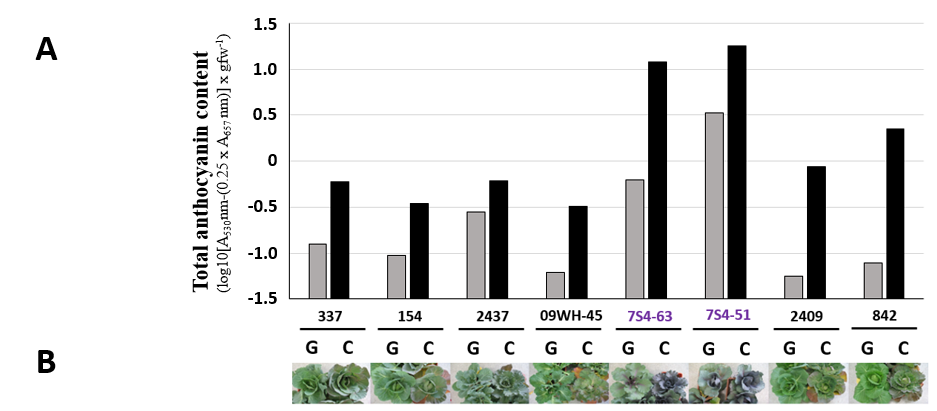 A
Total anthocyanin content
(log10[A530nm-(0.25 x A657 nm)] x gfw-1)
1.5
1.0
0.5
0
-0.5
-1.0
-1.5
337 154 2437 09WH-45 7S4-63 7S4-51 2409 842
G C G C G C G C G C G C G C G C
B